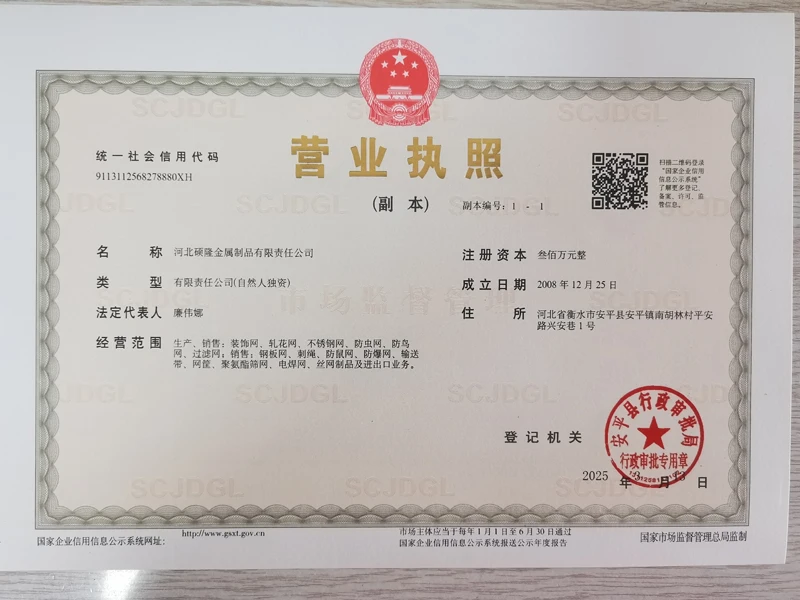 营业执照
(副 本)
副本编号：1 - 1
统一社会信用代码
9113112568278880XH
扫描二维码登录
“国家企业信用
信息公示系统”
了解更多登记、
备案、许可、监
管信息。
名 称 河北硕隆金属制品有限责任公司
类 型 有限责任公司(自然人独资)
法定代表人 廉伟娜
经营范围 生产、销售：装饰网、轧花网、不锈钢网、防虫网、防鸟
网、过滤网；销售：钢板网、刺绳、防鼠网、防爆网、输送
带、网筐、聚氨酯筛网、电焊网、丝网制品及进出口业务。
注册资本 叁佰万元整
成立日期 2008 年 12 月 25 日
住 所 河北省衡水市安平县安平镇南胡林村平安
路兴安巷 1 号
登记机关
安平县行政审批局
行政审批专用章
2025 年 3 月 13 日
国家企业信用信息公示系统网址：
http://www.gsxt.gov.cn
市场主体应当于每年 1 月 1 日至 6 月 30 日通过
国家企业信用信息公示系统报送公示年度报告
国家市场监督管理总局监制
市场监督管理
SCJDGL